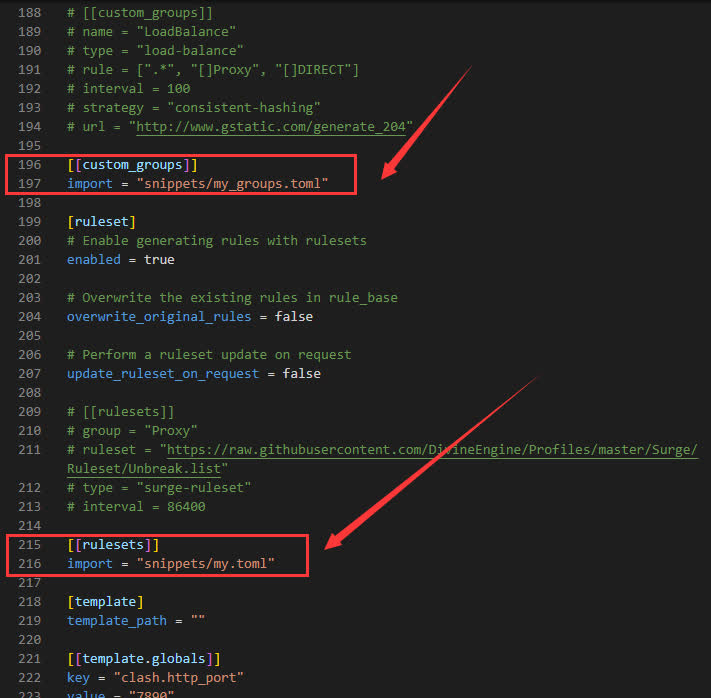 188 # [[custom_groups]]
189 # name = "LoadBalance"
190 # type = "load-balance"
191 # rule = [".*", "[]Proxy", "[]DIRECT"]
192 # interval = 100
193 # strategy = "consistent-hashing"
194 # url = "http://www.gstatic.com/generate_204"
195
196 [[custom_groups]]
197 import = "snippets/my_groups.toml"
198
199 [ruleset]
200 # Enable generating rules with rulesets
201 enabled = true
202
203 # Overwrite the existing rules in rule_base
204 overwrite_original_rules = false
205
206 # Perform a ruleset update on request
207 update_ruleset_on_request = false
208
209 # [[rulesets]]
210 # group = "Proxy"
211 # ruleset = "https://raw.githubusercontent.com/DivineEngine/Profiles/master/Surge/
Ruleset/Unbreak.list"
212 # type = "surge-ruleset"
213 # interval = 86400
214
215 [[rulesets]]
216 import = "snippets/my.toml"
217
218 [template]
219 template_path = ""
220
221 [[template.globals]]
222 key = "clash.http_port"
223 value = "7890"